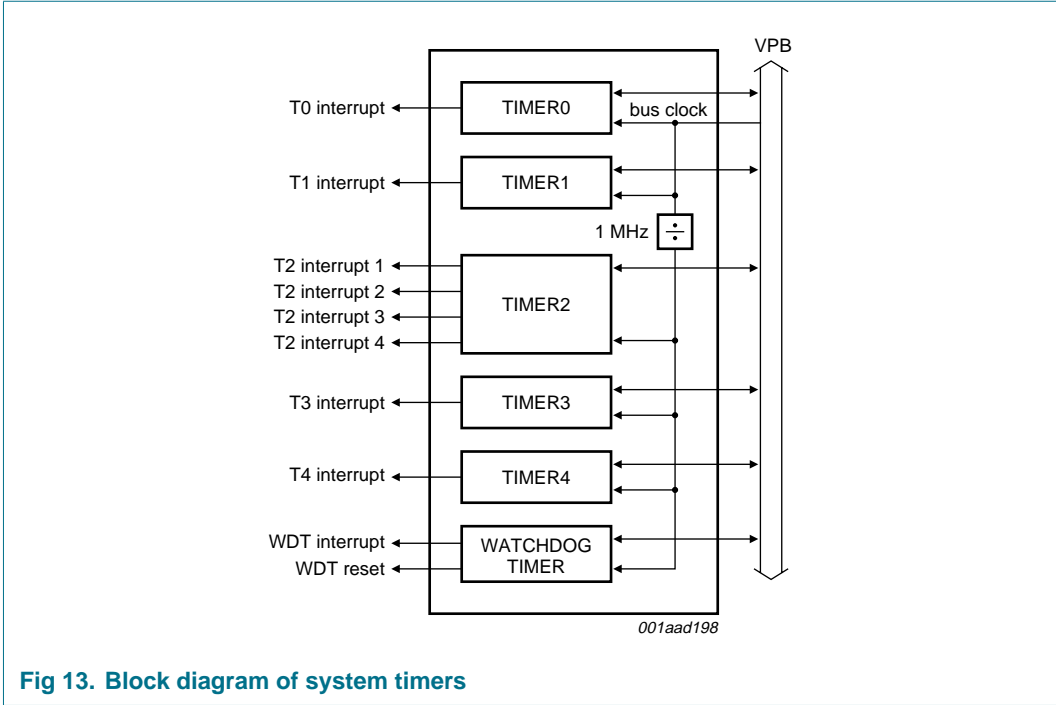 VPB
T0 interrupt
TIMER0
bus clock
T1 interrupt
TIMER1
1 MHz
÷
T2 interrupt 1
T2 interrupt 2
T2 interrupt 3
T2 interrupt 4
TIMER2
T3 interrupt
TIMER3
T4 interrupt
TIMER4
WDT interrupt
WDT reset
WATCHDOG
TIMER
001aad198
Fig 13. Block diagram of system timers